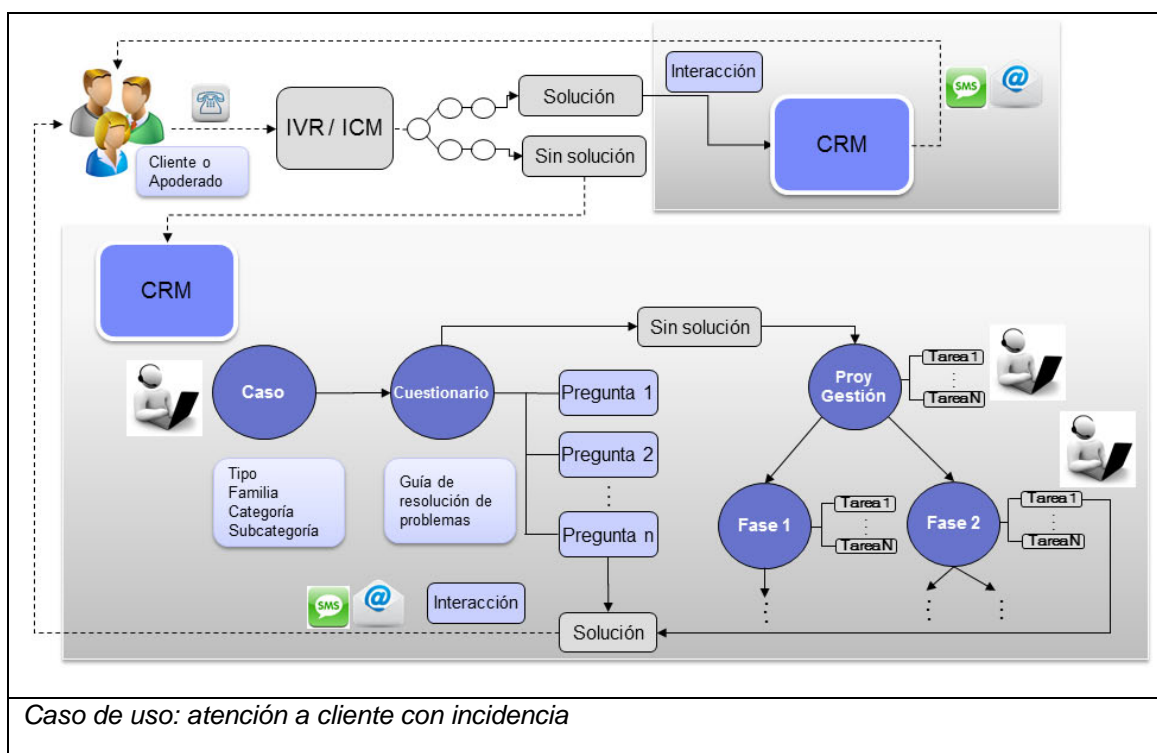 Interacción
SMS
@
Solución
IVR / ICM
CRM
Sin solución
Cliente o
Apoderado
CRM
Sin solución
Caso
Cuestionario
Pregunta 1
Pregunta 2
Pregunta n
Proy
Gestión
Tarea1
TareaN
Tipo
Familia
Categoría
Subcategoría
Guía de
resolución de
problemas
Fase 1
Tarea1
TareaN
Fase 2
Tarea1
TareaN
SMS
@
Interacción
Solución
Caso de uso: atención a cliente con incidencia